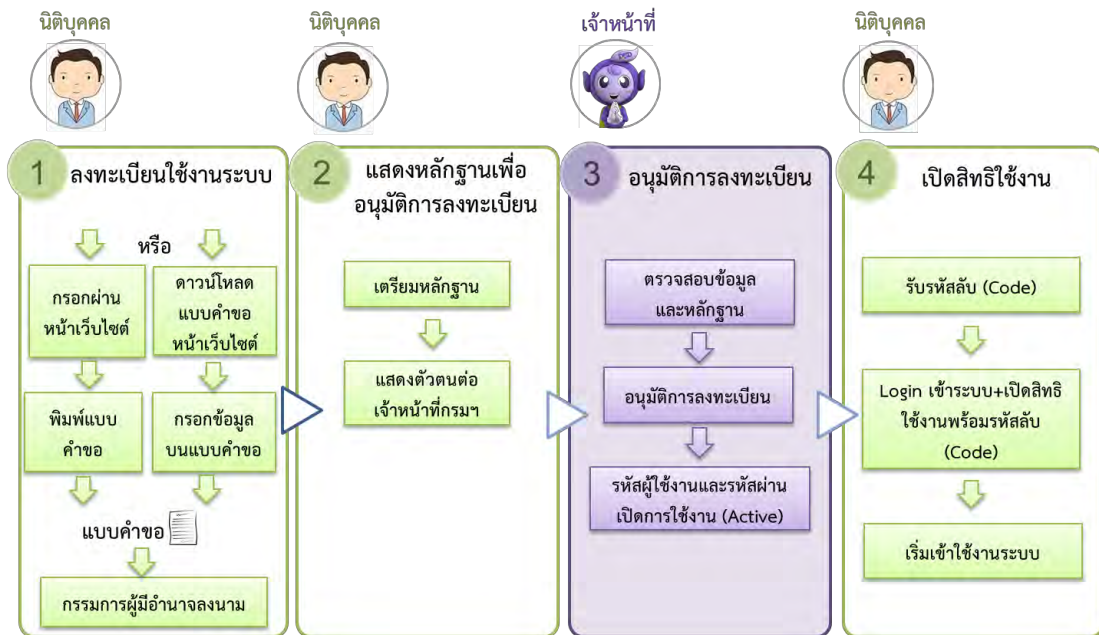 นิติบุคคล
นิติบุคคล
เจ้าหน้าที่
นิติบุคคล
1
ลงทะเบียนใช้งานระบบ
หรือ
กรอกผ่าน
หน้าเว็บไซต์
ดาวน์โหลด
แบบคำขอ
หน้าเว็บไซต์
พิมพ์แบบ
คำขอ
กรอกข้อมูล
บนแบบคำขอ
แบบคำขอ
กรรมการผู้มีอำนาจลงนาม
2
แสดงหลักฐานเพื่อ
อนุมัติการลงทะเบียน
เตรียมหลักฐาน
แสดงตัวตนต่อ
เจ้าหน้าที่กรมฯ
3
อนุมัติการลงทะเบียน
ตรวจสอบข้อมูล
และหลักฐาน
อนุมัติการลงทะเบียน
รหัสผู้ใช้งานและรหัสผ่าน
เปิดการใช้งาน (Active)
4
เปิดสิทธิใช้งาน
รับรหัสลับ (Code)
Login เข้าระบบ+เปิดสิทธิ
ใช้งานพร้อมรหัสลับ
(Code)
เริ่มเข้าใช้งานระบบ